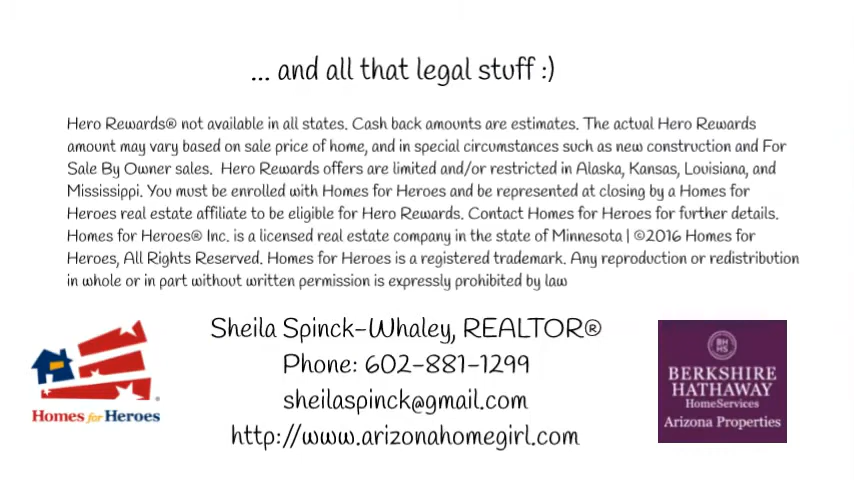 ... and all that legal stuff :)
Hero Rewards® not available in all states. Cash back amounts are estimates. The actual Hero Rewards
amount may vary based on sale price of home, and in special circumstances such as new construction and For
Sale By Owner sales.  Hero Rewards offers are limited and/or restricted in Alaska, Kansas, Louisiana, and
Mississippi. You must be enrolled with Homes for Heroes and be represented at closing by a Homes for
Heroes real estate affiliate to be eligible for Hero Rewards. Contact Homes for Heroes for further details.
Homes for Heroes® Inc. is a licensed real estate company in the state of Minnesota | ©2016 Homes for
Heroes, All Rights Reserved. Homes for Heroes is a registered trademark. Any reproduction or redistribution
in whole or in part without written permission is expressly prohibited by law
Sheila Spinck-Whaley, REALTOR®
Phone: 602-881-1299
sheilaspinck@gmail.com
http://www.arizonahomegirl.com
Homes for Heroes
BH
HS
BERKSHIRE
HATHAWAY
HomeServices
Arizona Properties